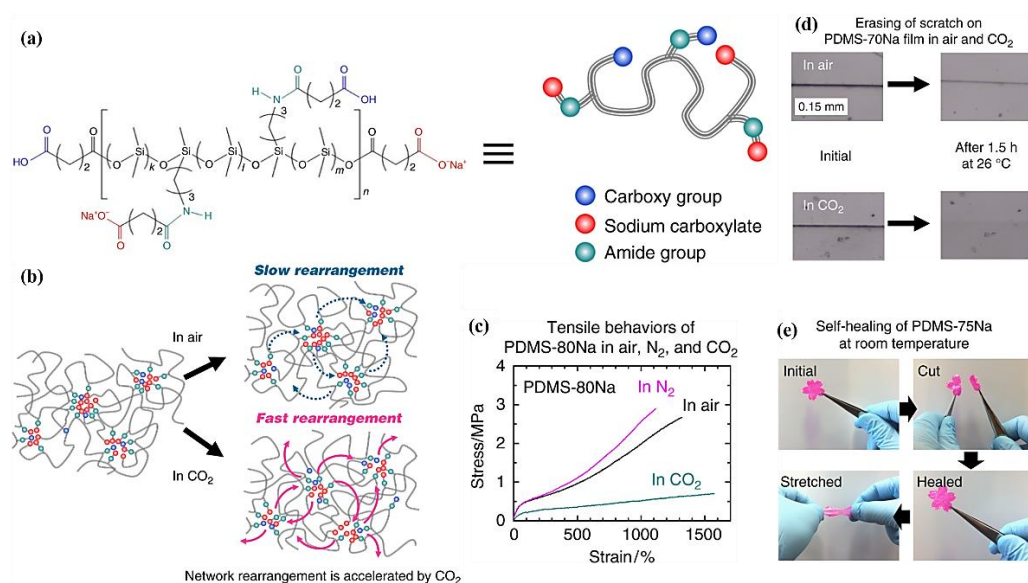 (a)
O
H
N
O
OH
2
3
O
HO
2
O
O
Si
O
k
Si
O
Si
O
l
Si
O
Si
O
m
n
O
2
O
O⁻Na⁺
3
Na⁺O⁻
O
2
O
N
H
≡
Carboxy group
Sodium carboxylate
Amide group
(b)
In air
In CO₂
Slow rearrangement
Fast rearrangement
Network rearrangement is accelerated by CO₂
(c)
Tensile behaviors of
PDMS-80Na in air, N₂, and CO₂
PDMS-80Na
In N₂
In air
In CO₂
Stress/MPa
4
3
2
1
0
0
500
1000
1500
Strain/%
(d)
Erasing of scratch on
PDMS-70Na film in air and CO₂
In air
0.15 mm
Initial
After 1.5 h
at 26 °C
In CO₂
(e)
Self-healing of PDMS-75Na
at room temperature
Initial
Cut
Stretched
Healed